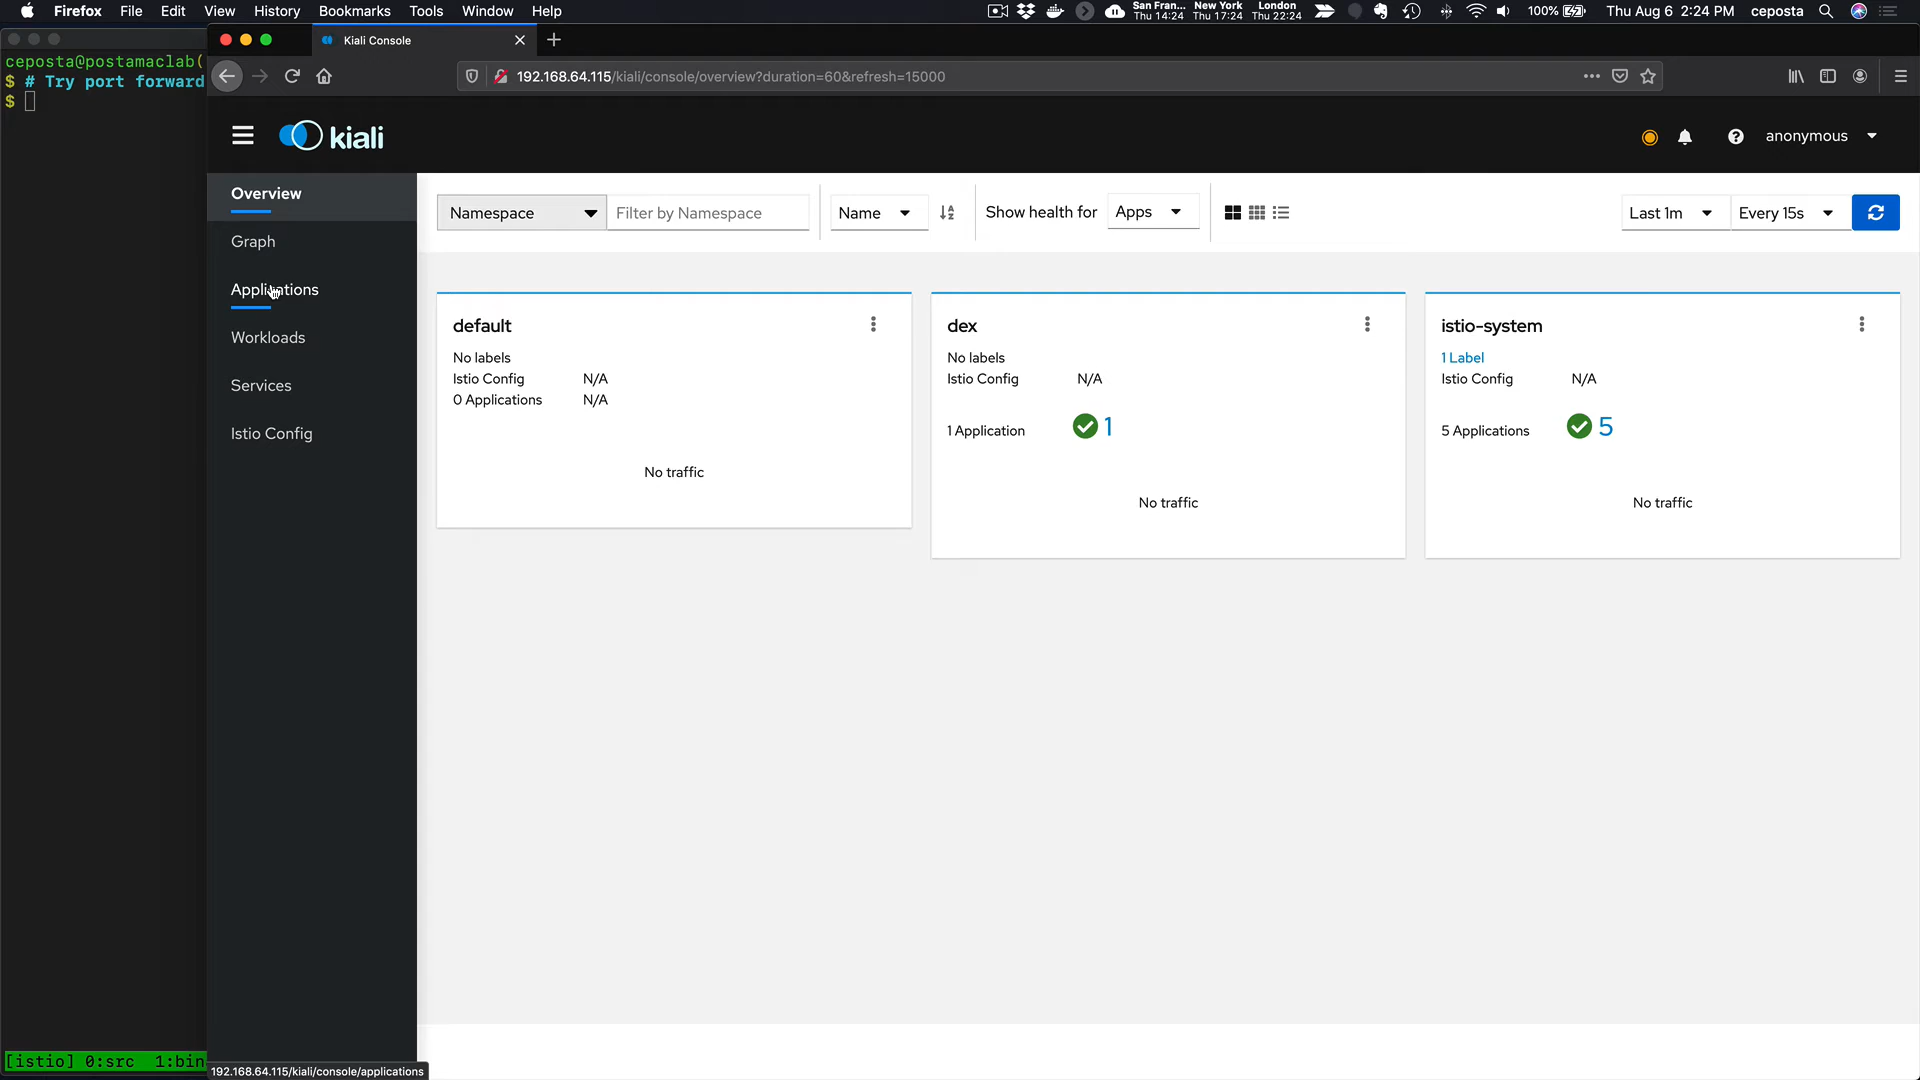 Firefox File Edit View History Bookmarks Tools Window Help
San Fran... New York London
Thu 14:24 Thu 17:24 Thu 22:24
100% Thu Aug 6 2:24 PM ceposta
ceposta@postamaclab(
$ # Try port forward
$
Kiali Console
192.168.64.115/kiali/console/overview?duration=60&refresh=15000
kiali
anonymous
Overview
Graph
Applications
Workloads
Services
Istio Config
Namespace Filter by Namespace Name Show health for Apps Last 1m Every 15s
default
No labels
Istio Config N/A
0 Applications N/A
No traffic
dex
No labels
Istio Config N/A
1 Application 1
No traffic
istio-system
1 Label
Istio Config N/A
5 Applications 5
No traffic
[istio] 0:src 1:bin
192.168.64.115/kiali/console/applications